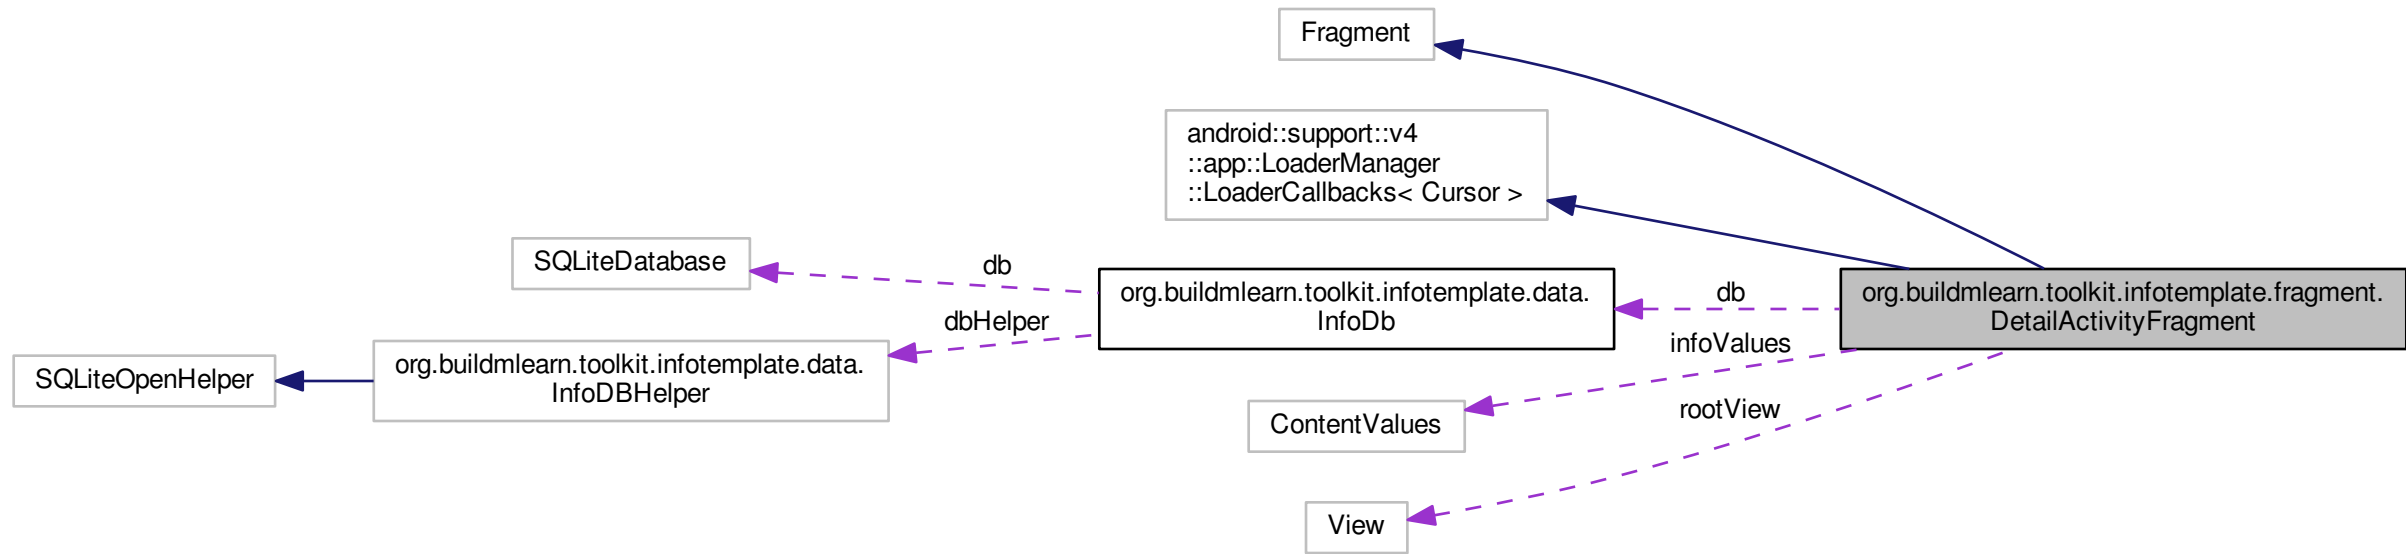 Fragment
android::support::v4
::app::LoaderManager
::LoaderCallbacks< Cursor >
SQLiteDatabase
db
org.buildmlearn.toolkit.infotemplate.data.
InfoDb
db
org.buildmlearn.toolkit.infotemplate.fragment.
DetailActivityFragment
dbHelper
infoValues
SQLiteOpenHelper
org.buildmlearn.toolkit.infotemplate.data.
InfoDBHelper
rootView
ContentValues
View